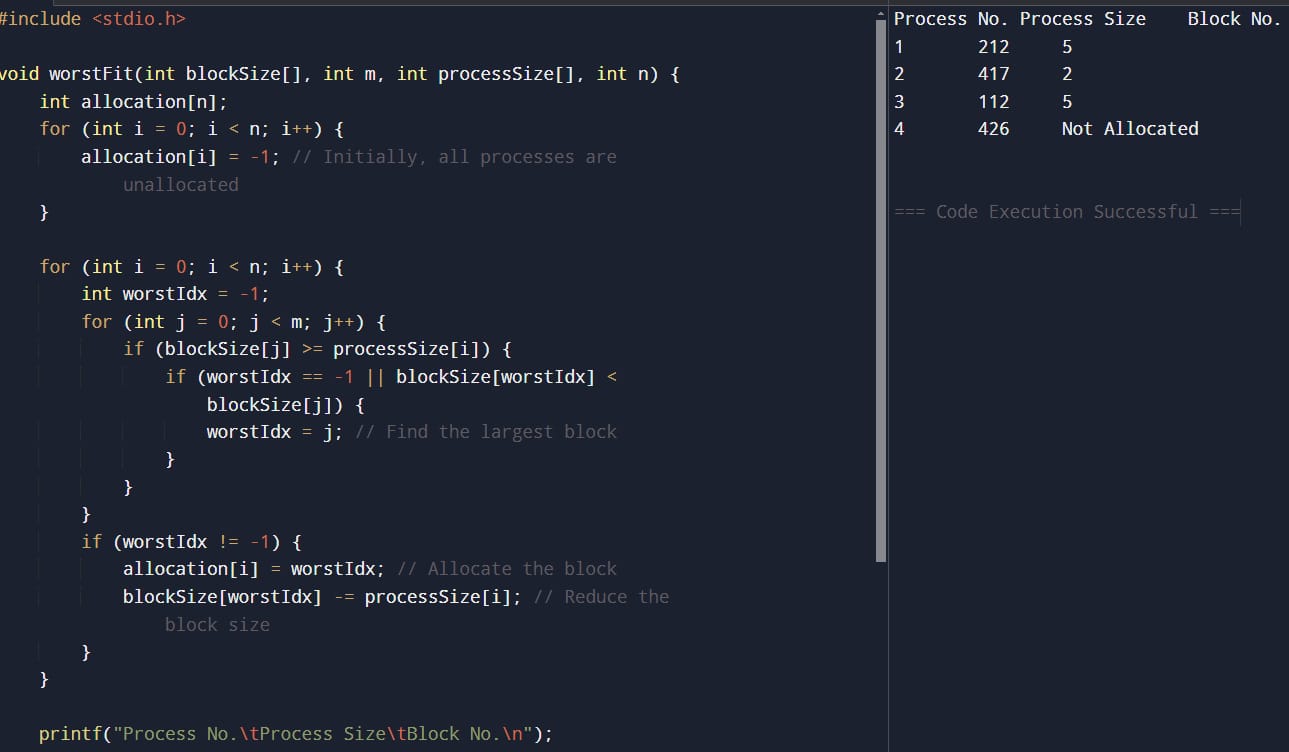 #include <stdio.h>
void worstFit(int blockSize[], int m, int processSize[], int n) {
int allocation[n];
for (int i = 0; i < n; i++) {
allocation[i] = -1; // Initially, all processes are
unallocated
}
for (int i = 0; i < n; i++) {
int worstIdx = -1;
for (int j = 0; j < m; j++) {
if (blockSize[j] >= processSize[i]) {
if (worstIdx == -1 || blockSize[worstIdx] <
blockSize[j]) {
worstIdx = j; // Find the largest block
}
}
}
if (worstIdx != -1) {
allocation[i] = worstIdx; // Allocate the block
blockSize[worstIdx] -= processSize[i]; // Reduce the
block size
}
}
printf("Process No.\tProcess Size\tBlock No.\n");
Process No. Process Size Block No.
1 212 5
2 417 2
3 112 5
4 426 Not Allocated
=== Code Execution Successful ===